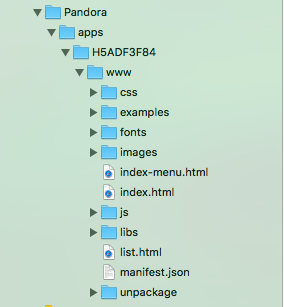 Pandora
apps
H5ADF3F84
www
css
examples
fonts
images
index-menu.html
index.html
js
libs
list.html
manifest.json
unpackage